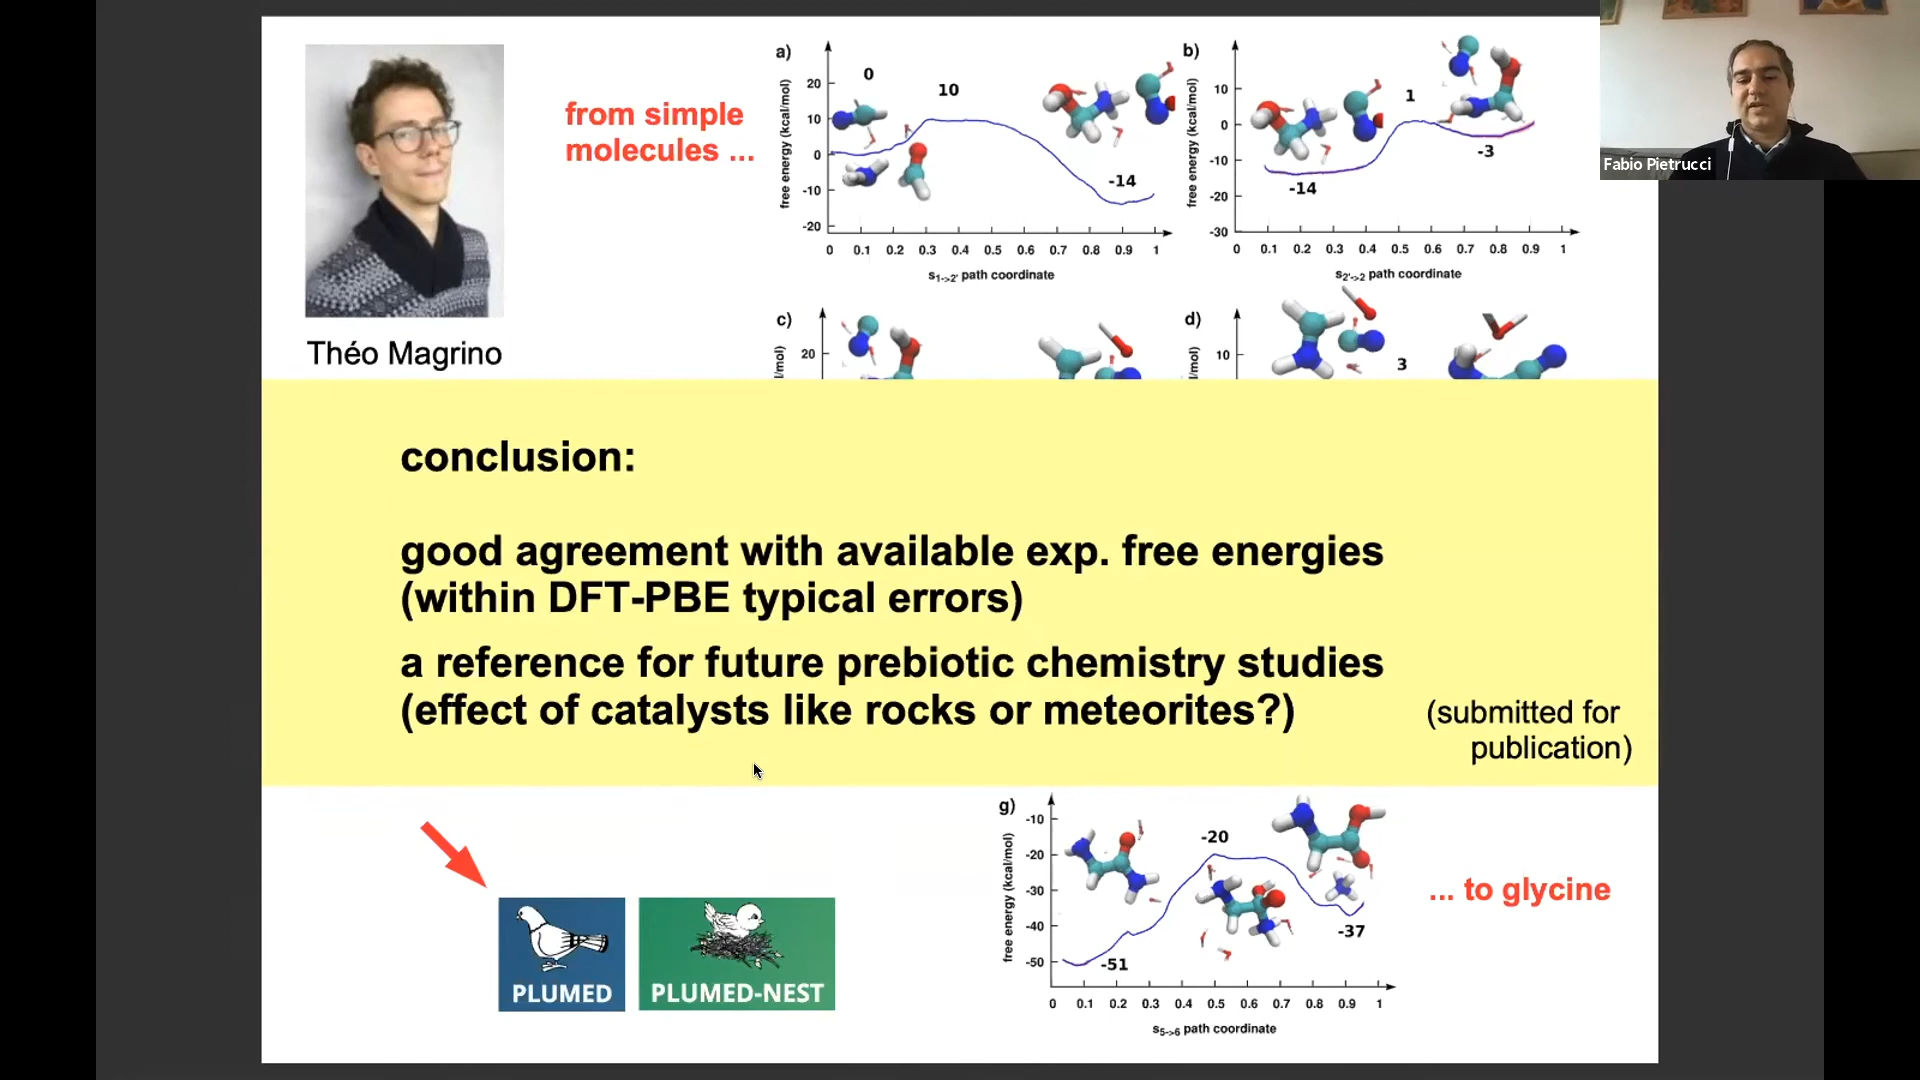 a)
0
10
-14
20
10
0
-10
-20
free energy (kcal/mol)
0 0.1 0.2 0.3 0.4 0.5 0.6 0.7 0.8 0.9 1
s1->2' path coordinate
b)
1
-3
-14
10
0
-10
-20
-30
free energy (kcal/mol)
0 0.1 0.2 0.3 0.4 0.5 0.6 0.7 0.8 0.9 1
s2'->2 path coordinate
Fabio Pietrucci
from simple
molecules ...
Théo Magrino
c)
20
l/mol)
d)
10
3
l/mol)
conclusion:
good agreement with available exp. free energies
(within DFT-PBE typical errors)
a reference for future prebiotic chemistry studies
(effect of catalysts like rocks or meteorites?)
(submitted for
publication)
PLUMED
PLUMED-NEST
g)
-20
-37
-51
-10
-20
-30
-40
-50
free energy (kcal/mol)
0 0.1 0.2 0.3 0.4 0.5 0.6 0.7 0.8 0.9 1
s5->6 path coordinate
... to glycine